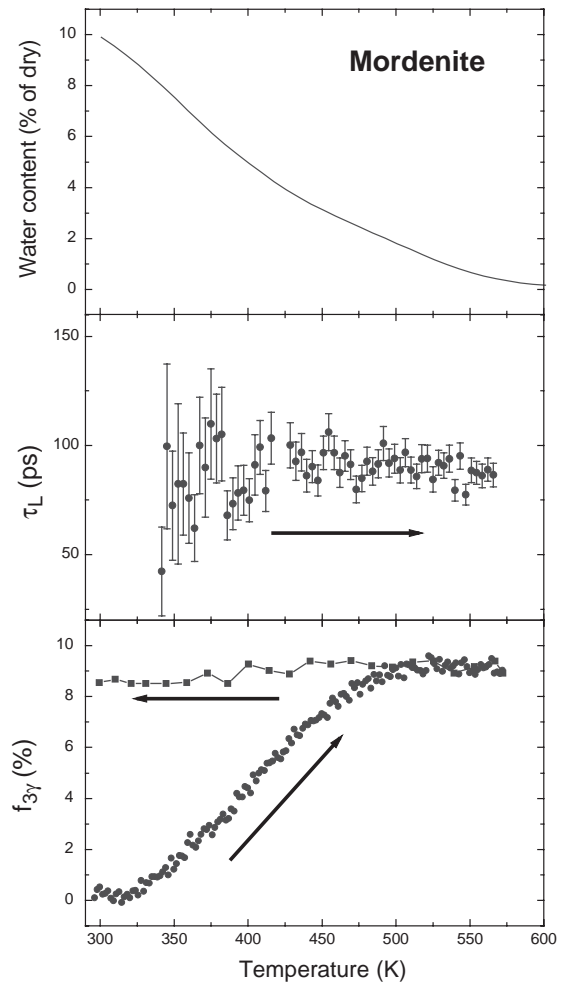 Mordenite
Water content (% of dry)
10
8
6
4
2
0
τL (ps)
150
100
50
f3γ (%)
10
8
6
4
2
0
300 350 400 450 500 550 600
Temperature (K)